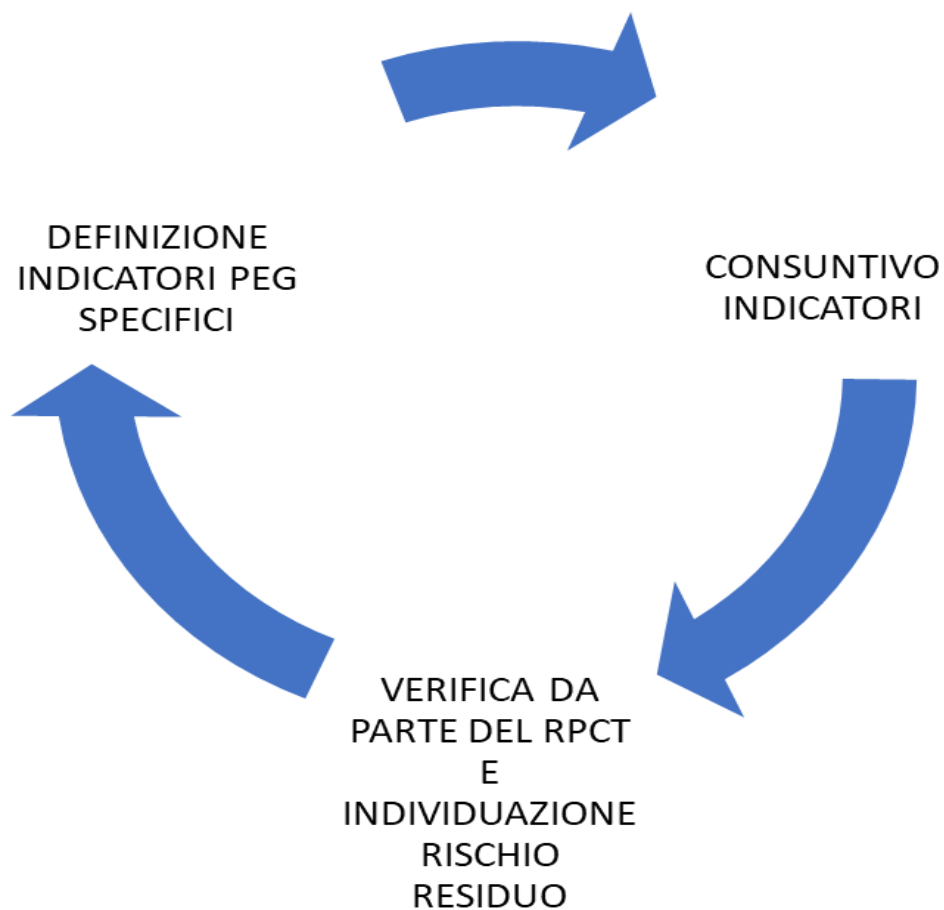 DEFINIZIONE
INDICATORI PEG
SPECIFICI
CONSUNTIVO
INDICATORI
VERIFICA DA
PARTE DEL RPCT
E
INDIVIDUAZIONE
RISCHIO
RESIDUO